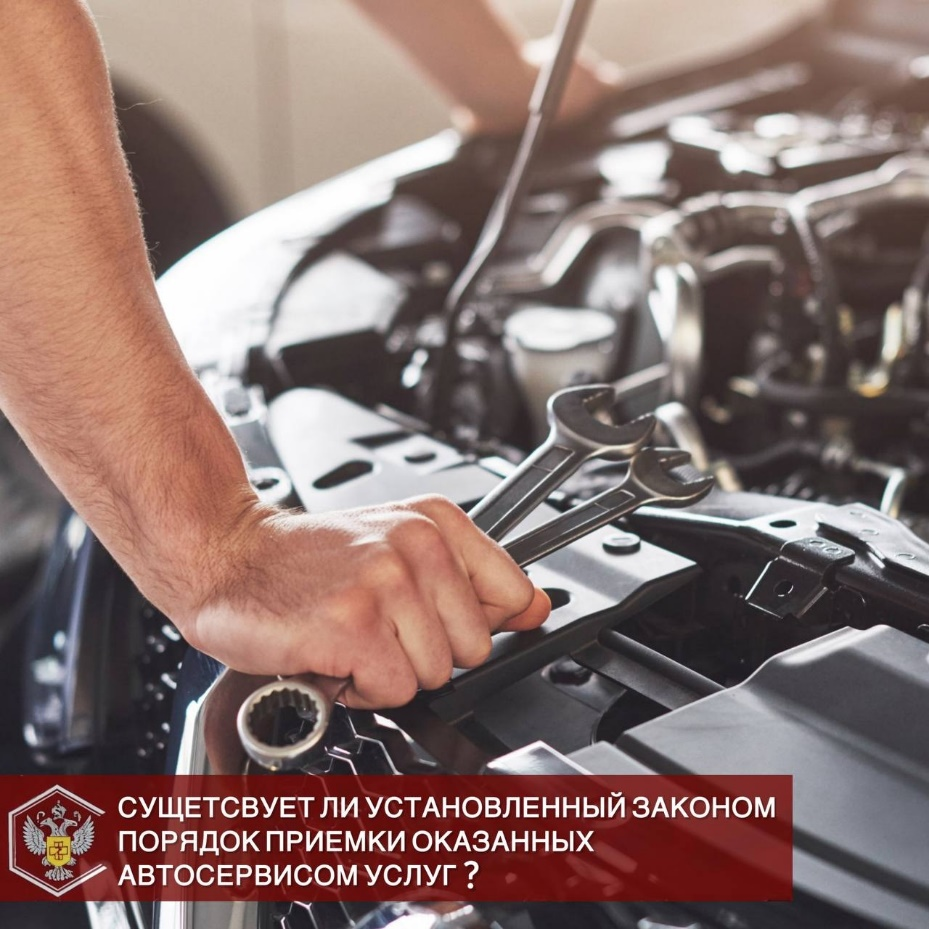 СУЩЕТСВУЕТ ЛИ УСТАНОВЛЕННЫЙ ЗАКОНОМ
ПОРЯДОК ПРИЕМКИ ОКАЗАННЫХ
АВТОСЕРВИСОМ УСЛУГ?